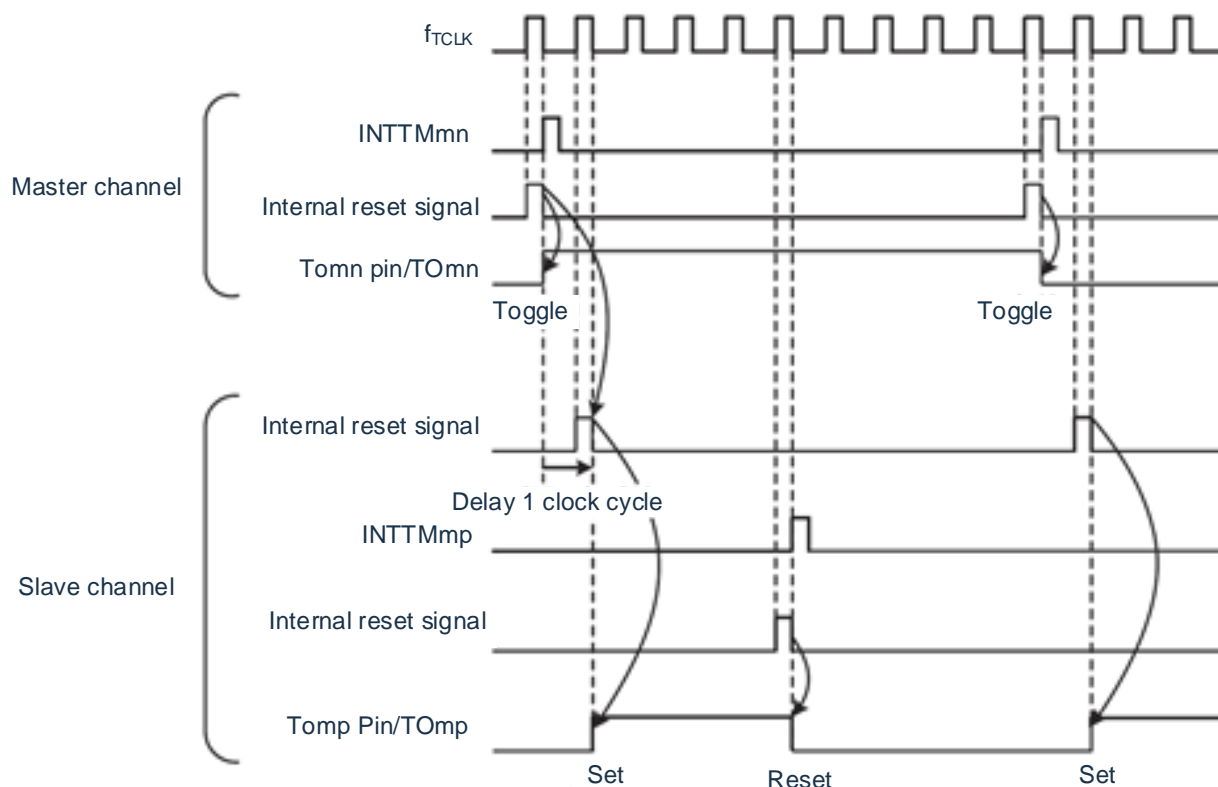 fTCLK
INTTMmn
Master channel
Internal reset signal
Tomn pin/TOmn
Toggle
Toggle
Internal reset signal
Delay 1 clock cycle
INTTMmp
Slave channel
Internal reset signal
Tomp Pin/TOmp
Set
Reset
Set